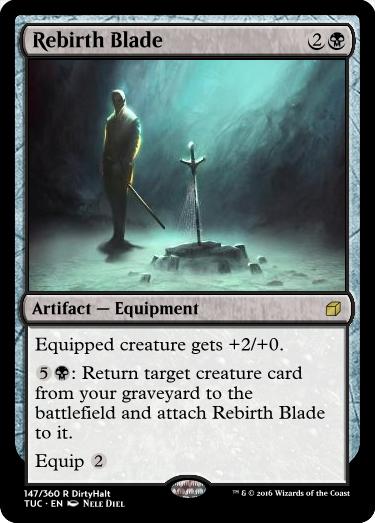 Rebirth Blade 2
Artifact — Equipment
Equipped creature gets +2/+0.
5 : Return target creature card
from your graveyard to the
battlefield and attach Rebirth Blade
to it.
Equip 2
147/360 R DirtyHalt
TUC • EN Nele Diel
™ & © 2016 Wizards of the Coast